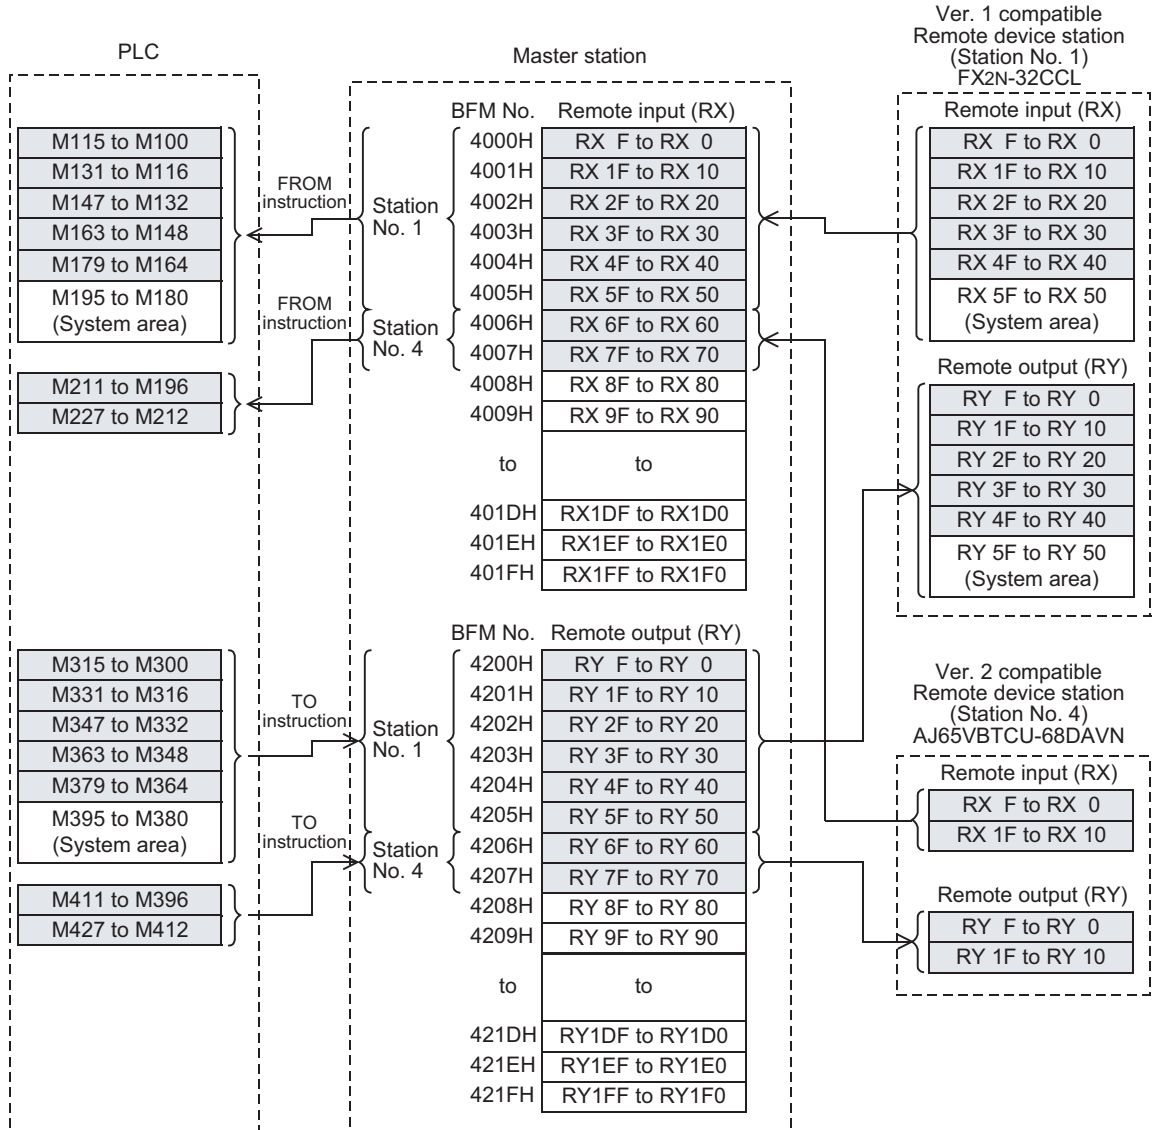 PLC
M115 to M100
M131 to M116
M147 to M132
M163 to M148
M179 to M164
M195 to M180
(System area)
M211 to M196
M227 to M212
M315 to M300
M331 to M316
M347 to M332
M363 to M348
M379 to M364
M395 to M380
(System area)
M411 to M396
M427 to M412
FROM
instruction
FROM
instruction
TO
instruction
TO
instruction
Master station
BFM No. Remote input (RX)
Station
No. 1
Station
No. 4
4000H RX F to RX 0
4001H RX 1F to RX 10
4002H RX 2F to RX 20
4003H RX 3F to RX 30
4004H RX 4F to RX 40
4005H RX 5F to RX 50
4006H RX 6F to RX 60
4007H RX 7F to RX 70
4008H RX 8F to RX 80
4009H RX 9F to RX 90
to to
401DH RX1DF to RX1D0
401EH RX1EF to RX1E0
401FH RX1FF to RX1F0
BFM No. Remote output (RY)
Station
No. 1
Station
No. 4
4200H RY F to RY 0
4201H RY 1F to RY 10
4202H RY 2F to RY 20
4203H RY 3F to RY 30
4204H RY 4F to RY 40
4205H RY 5F to RY 50
4206H RY 6F to RY 60
4207H RY 7F to RY 70
4208H RY 8F to RY 80
4209H RY 9F to RY 90
to to
421DH RY1DF to RY1D0
421EH RY1EF to RY1E0
421FH RY1FF to RY1F0
Ver. 1 compatible
Remote device station
(Station No. 1)
FX2N-32CCL
Remote input (RX)
RX F to RX 0
RX 1F to RX 10
RX 2F to RX 20
RX 3F to RX 30
RX 4F to RX 40
RX 5F to RX 50
(System area)
Remote output (RY)
RY F to RY 0
RY 1F to RY 10
RY 2F to RY 20
RY 3F to RY 30
RY 4F to RY 40
RY 5F to RY 50
(System area)
Ver. 2 compatible
Remote device station
(Station No. 4)
AJ65VBTCU-68DAVN
Remote input (RX)
RX F to RX 0
RX 1F to RX 10
Remote output (RY)
RY F to RY 0
RY 1F to RY 10